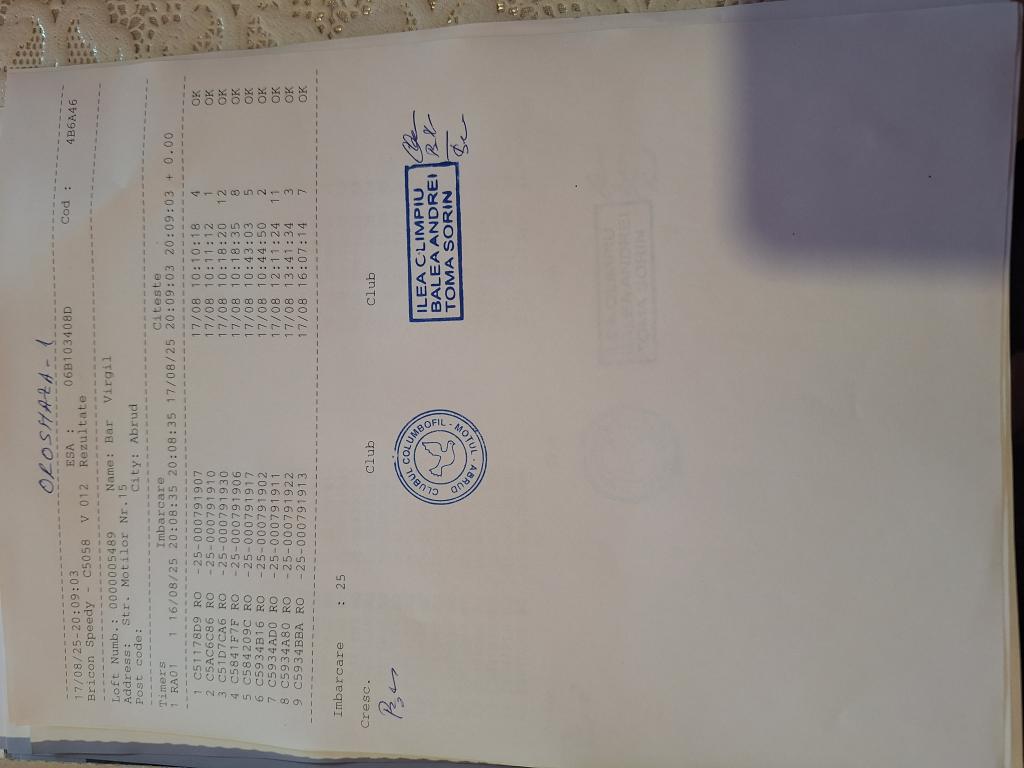 OROSHAZA-1
17/08/25-20:09:03 ESA : 06B103408D Cod : 4B6A46
Bricon Speedy - C5058 V 012 Rezultate
Loft Numb.: 0000005489 Name: Bar Virgil
Address: Str. Motilor Nr.15
Post code: City: Abrud
Timers Imbarcare Citeste
1 RA01 1 16/08/25 20:08:35 20:08:35 17/08/25 20:09:03 20:09:03 + 0.00
1 C51178D9 RO -25-000791907 17/08 10:10:18 4 OK
2 C5AC6C86 RO -25-000791910 17/08 10:11:12 1 OK
3 C51D7CA6 RO -25-000791930 17/08 10:18:20 12 OK
4 C5841F7F RO -25-000791906 17/08 10:18:35 8 OK
5 C584209C RO -25-000791917 17/08 10:43:03 5 OK
6 C5934B16 RO -25-000791902 17/08 10:44:50 2 OK
7 C5934AD0 RO -25-000791911 17/08 12:11:24 11 OK
8 C5934A80 RO -25-000791922 17/08 13:41:34 3 OK
9 C5934BBA RO -25-000791913 17/08 16:07:14 7 OK
Imbarcare : 25
Cresc. Club Club
CLUBUL COLUMBOFIL - MOTUL - ABRUD
ILEA OLIMPIU
BALEA ANDREI
TOMA SORIN